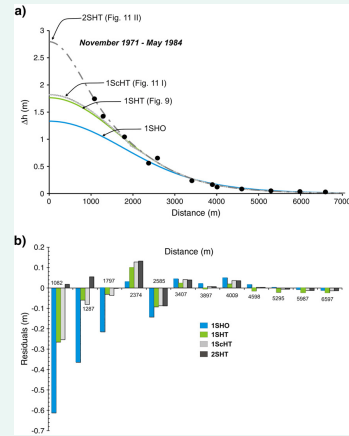 a)
2SHT (Fig. 11 II)
November 1971 - May 1984
1ScHT (Fig. 11 I)
1SHT (Fig. 9)
1SHO
Δh (m)
3
2.5
2
1.5
1
0.5
0
0 1000 2000 3000 4000 5000 6000 7000
Distance (m)
b)
Distance (m)
Residuals (m)
0.2
0.1
0
-0.1
-0.2
-0.3
-0.4
-0.5
-0.6
-0.7
1082
1287
1797
2374
2585
3407
3897
4009
4598
5295
5987
6597
1SHO
1SHT
1ScHT
2SHT